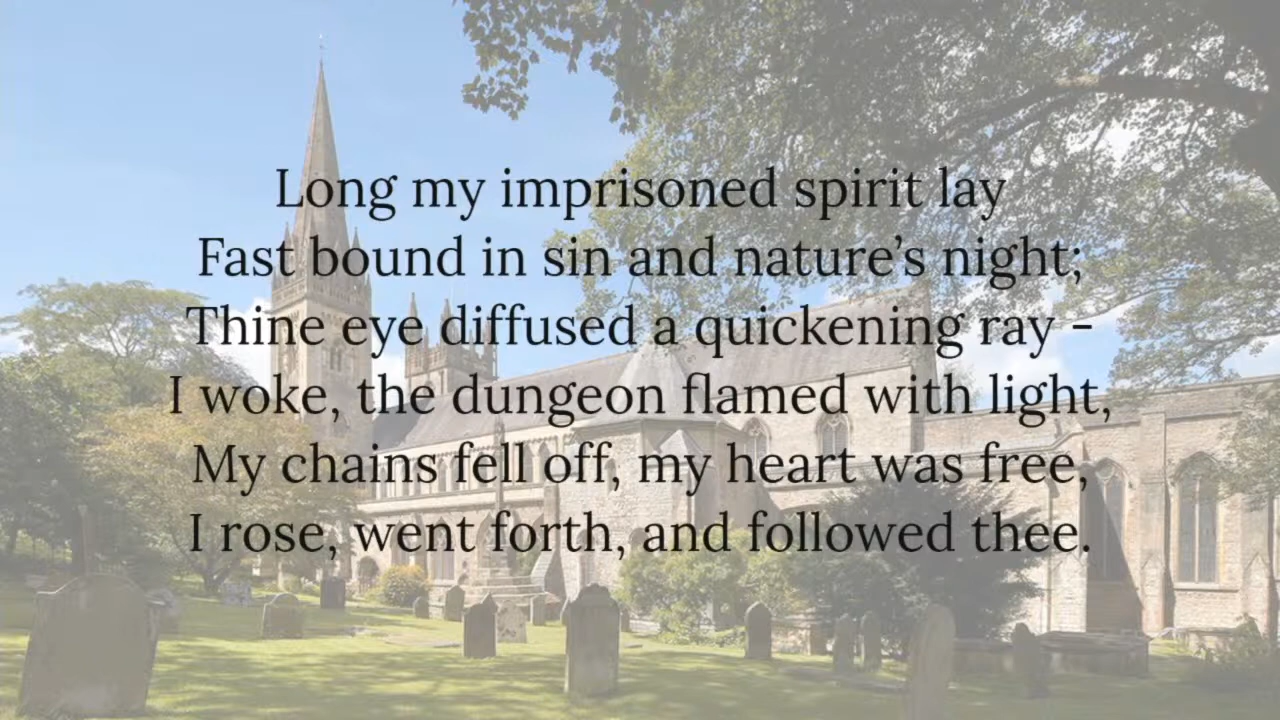 Long my imprisoned spirit lay
Fast bound in sin and nature’s night;
Thine eye diffused a quickening ray –
I woke, the dungeon flamed with light,
My chains fell off, my heart was free,
I rose, went forth, and followed thee.